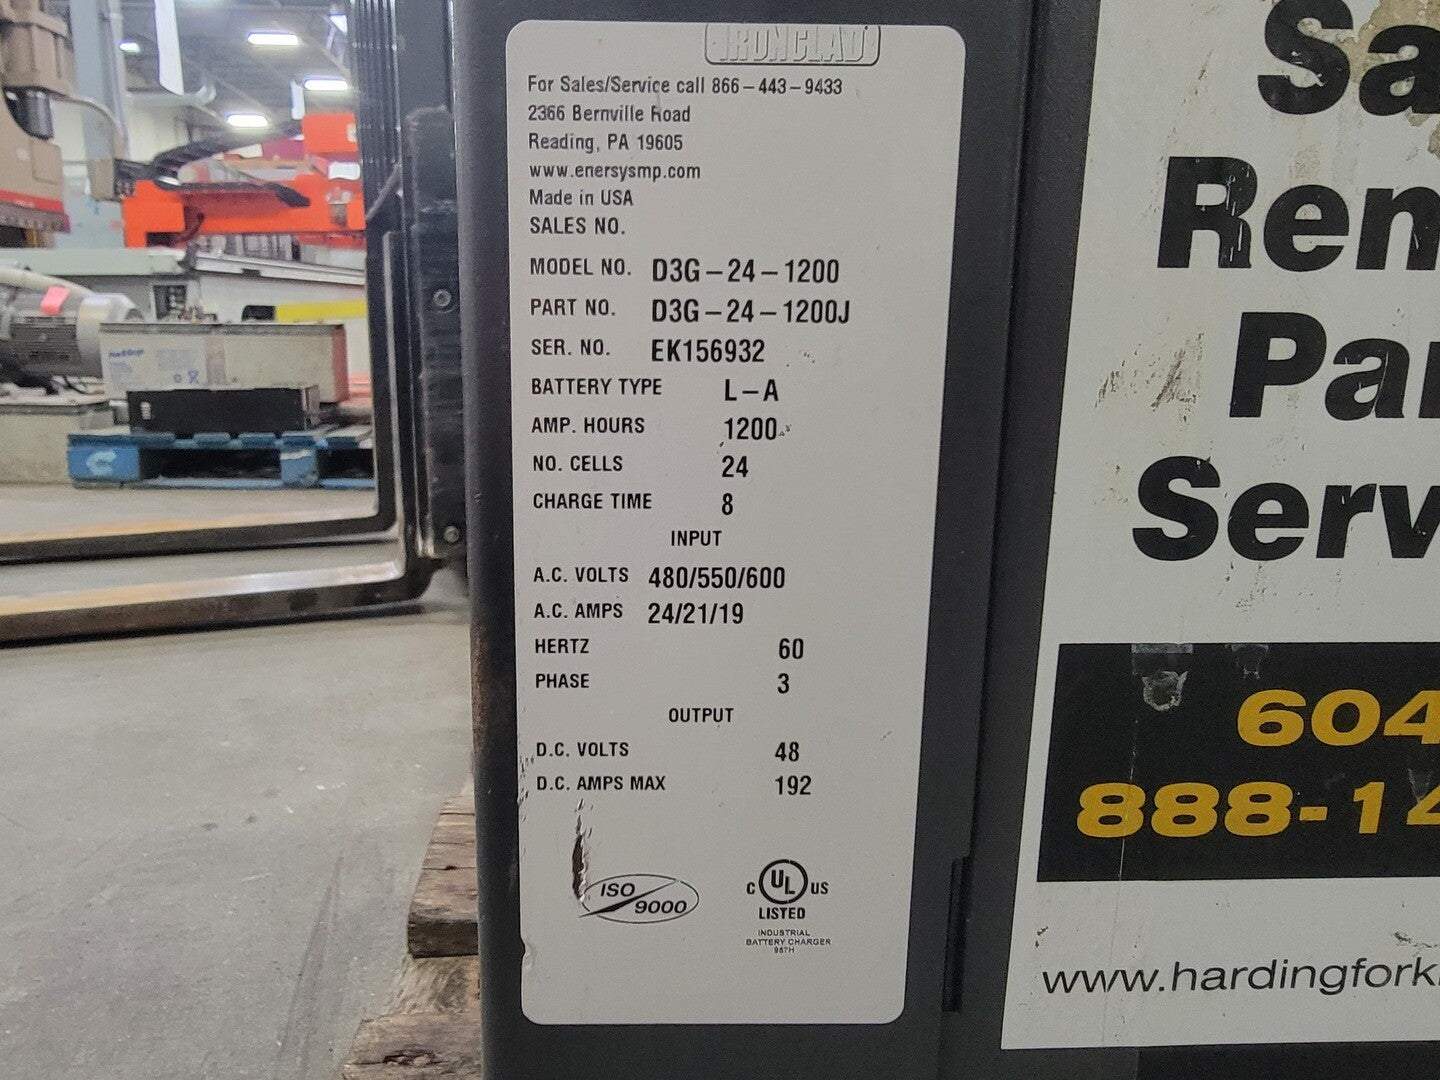 IRONCLAD
For Sales/Service call 866-443-9433
2366 Bernville Road
Reading, PA 19605
www.enersysmp.com
Made in USA
SALES NO.
MODEL NO. D3G-24-1200
PART NO. D3G-24-1200J
SER. NO. EK156932
BATTERY TYPE L-A
AMP. HOURS 1200
NO. CELLS 24
CHARGE TIME 8
INPUT
A.C. VOLTS 480/550/600
A.C. AMPS 24/21/19
HERTZ 60
PHASE 3
OUTPUT
D.C. VOLTS 48
D.C. AMPS MAX 192
ISO 9000
C UL US
LISTED
INDUSTRIAL
BATTERY CHARGER
987H
Sa
Ren
Par
Serv
604
888-14
www.hardingfork